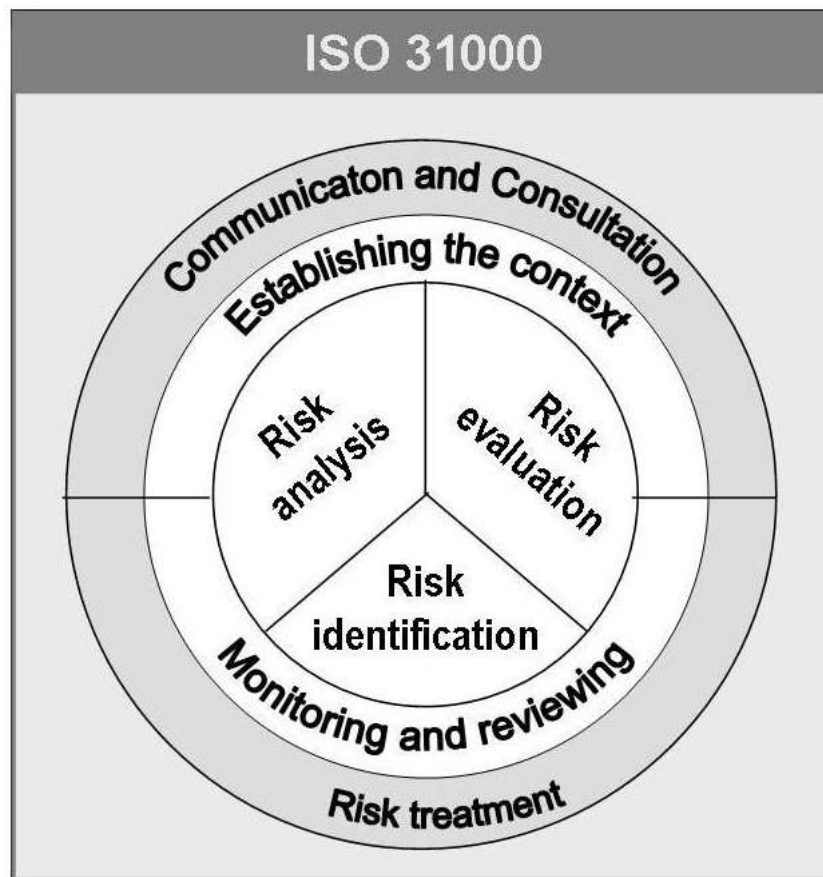 ISO 31000
Communicaton and Consultation
Establishing the context
Risk
analysis
Risk
evaluation
Risk
identification
Monitoring and reviewing
Risk treatment